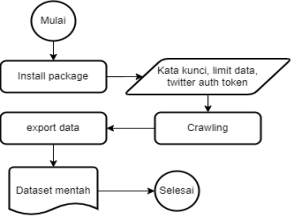 Mulai
Install package
Kata kunci, limit data,
twitter auth token
Crawling
export data
Dataset mentah
Selesai